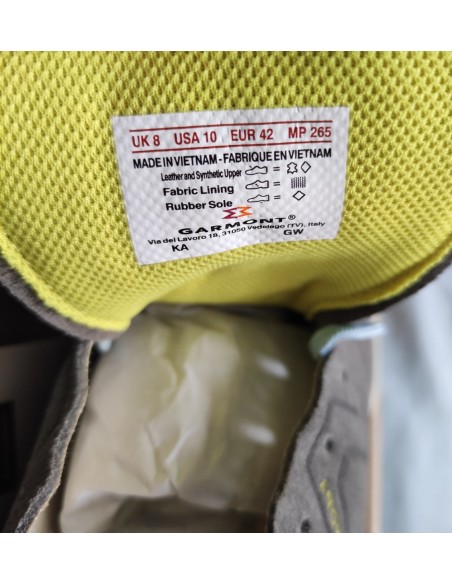 UK 8 USA 10 EUR 42 MP 265
MADE IN VIETNAM - FABRIQUE EN VIETNAM
Leather and Synthetic Upper = 
Fabric Lining =
Rubber Sole =
GARMONT®
Via del Lavoro 18, 31050 Vedelago (TV), Italy
KA GW